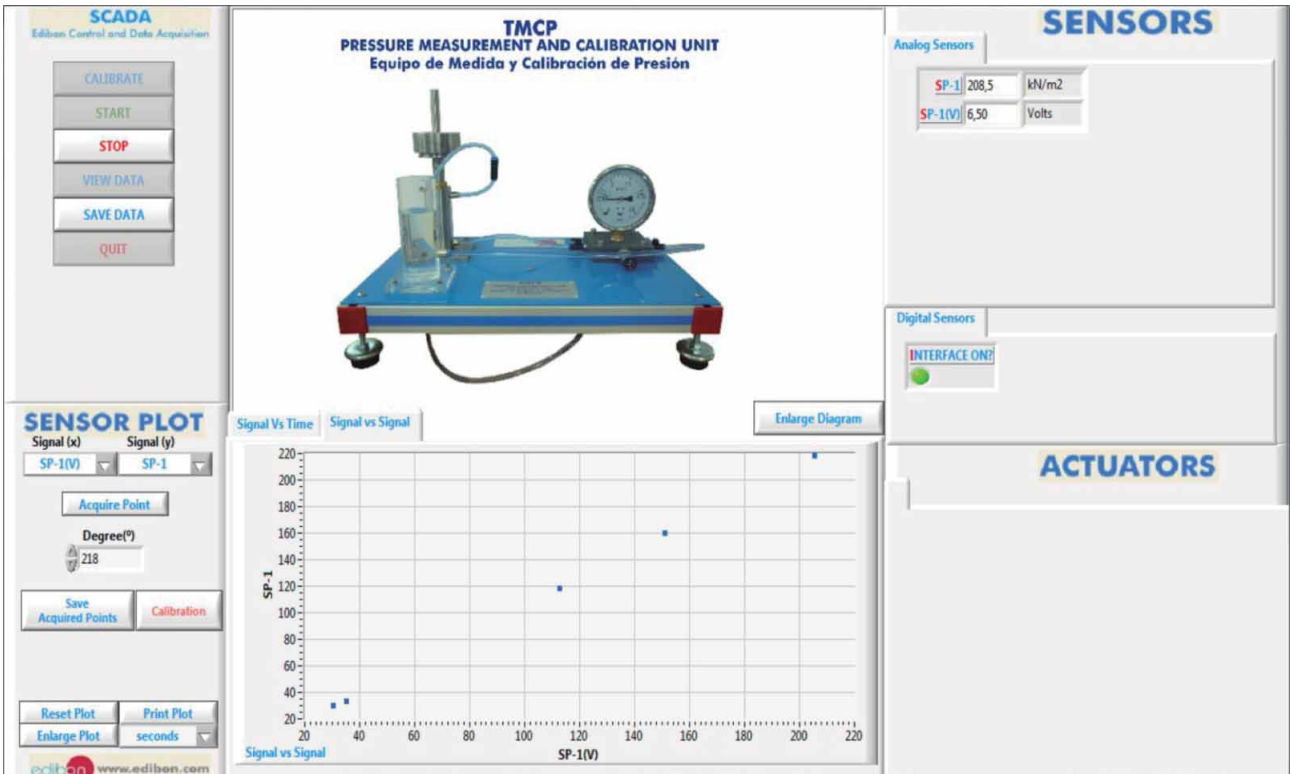 SCADA
Edibon Control and Data Acquisition
CALIBRATE
START
STOP
VIEW DATA
SAVE DATA
QUIT
TMCP
PRESSURE MEASUREMENT AND CALIBRATION UNIT
Equipo de Medida y Calibración de Presión
SENSORS
Analog Sensors
SP-1 208,5 kN/m2
SP-1(V) 6,50 Volts
Digital Sensors
INTERFACE ON?
ACTUATORS
SENSOR PLOT
Signal (x) Signal (y)
SP-1(V) SP-1
Acquire Point
Degree(º)
218
Save
Acquired Points
Calibration
Reset Plot Print Plot
Enlarge Plot seconds
edibon www.edibon.com
Signal Vs Time Signal vs Signal
Enlarge Diagram
220
200
180
160
140
120
100
80
60
40
20
SP-1
20 40 60 80 100 120 140 160 180 200 220
Signal vs Signal
SP-1(V)